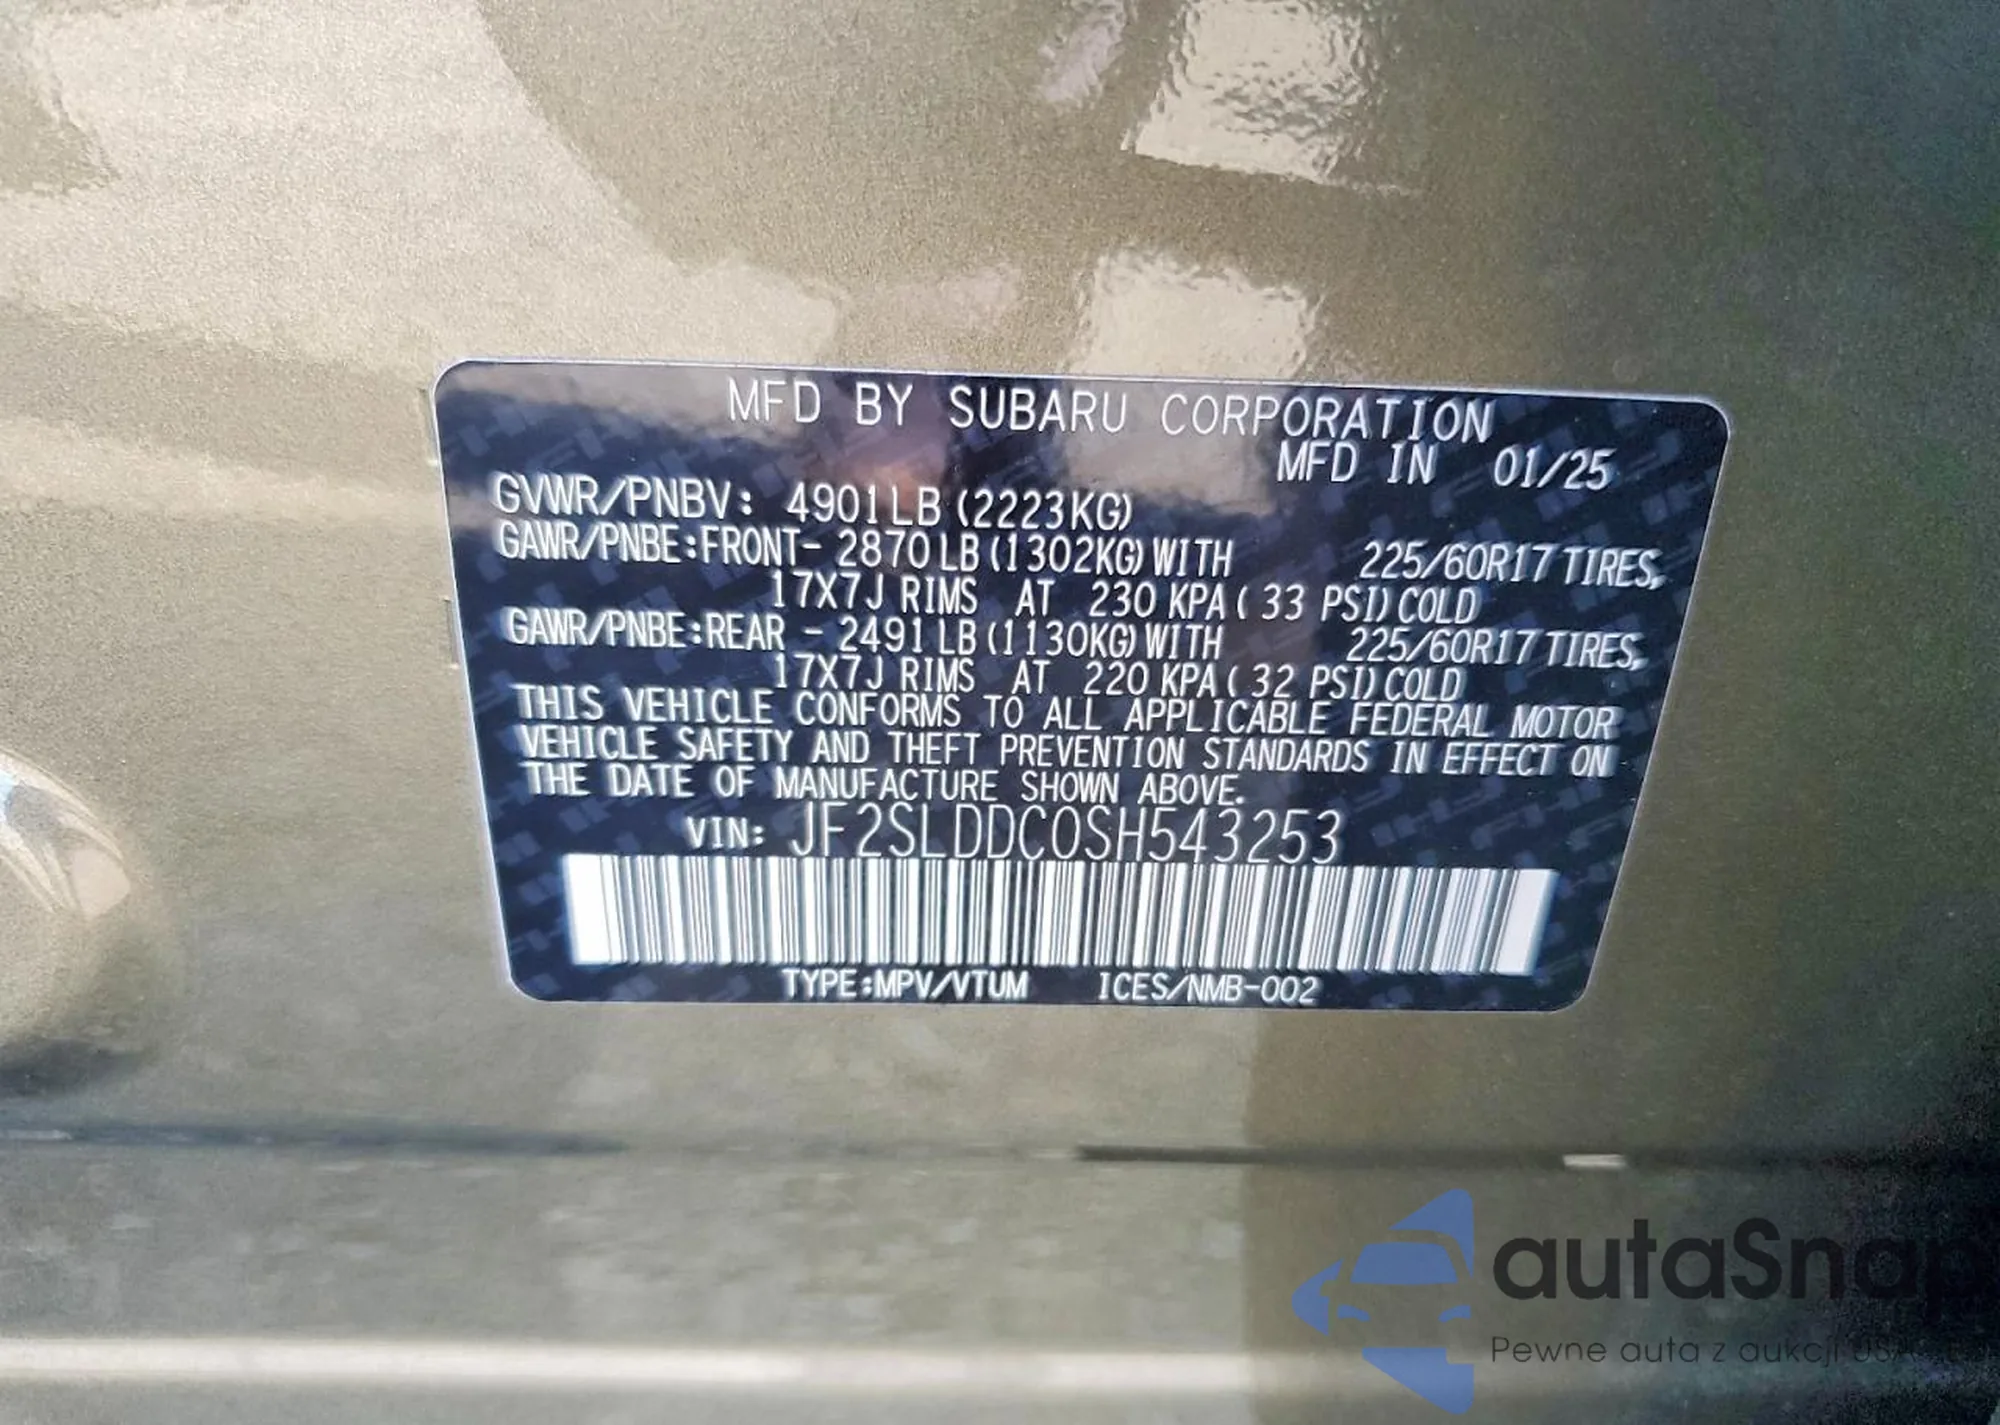 MFD BY SUBARU CORPORATION
MFD IN 01/25
GVWR/PNBV: 4901LB (2223KG)
GAWR/PNBE:FRONT- 2870 LB (1302KG) WITH 225/60R17 TIRES,
17X7J RIMS AT 230 KPA ( 33 PSI) COLD
GAWR/PNBE:REAR - 2491 LB (1130KG) WITH 225/60R17 TIRES,
17X7J RIMS AT 220 KPA ( 32 PSI) COLD
THIS VEHICLE CONFORMS TO ALL APPLICABLE FEDERAL MOTOR
VEHICLE SAFETY AND THEFT PREVENTION STANDARDS IN EFFECT ON
THE DATE OF MANUFACTURE SHOWN ABOVE.
VIN: JF2SLDDC0SH543253
TYPE:MPV/VTUM ICES/NMB-002
autaSnap
Pewne auta z aukcji USA